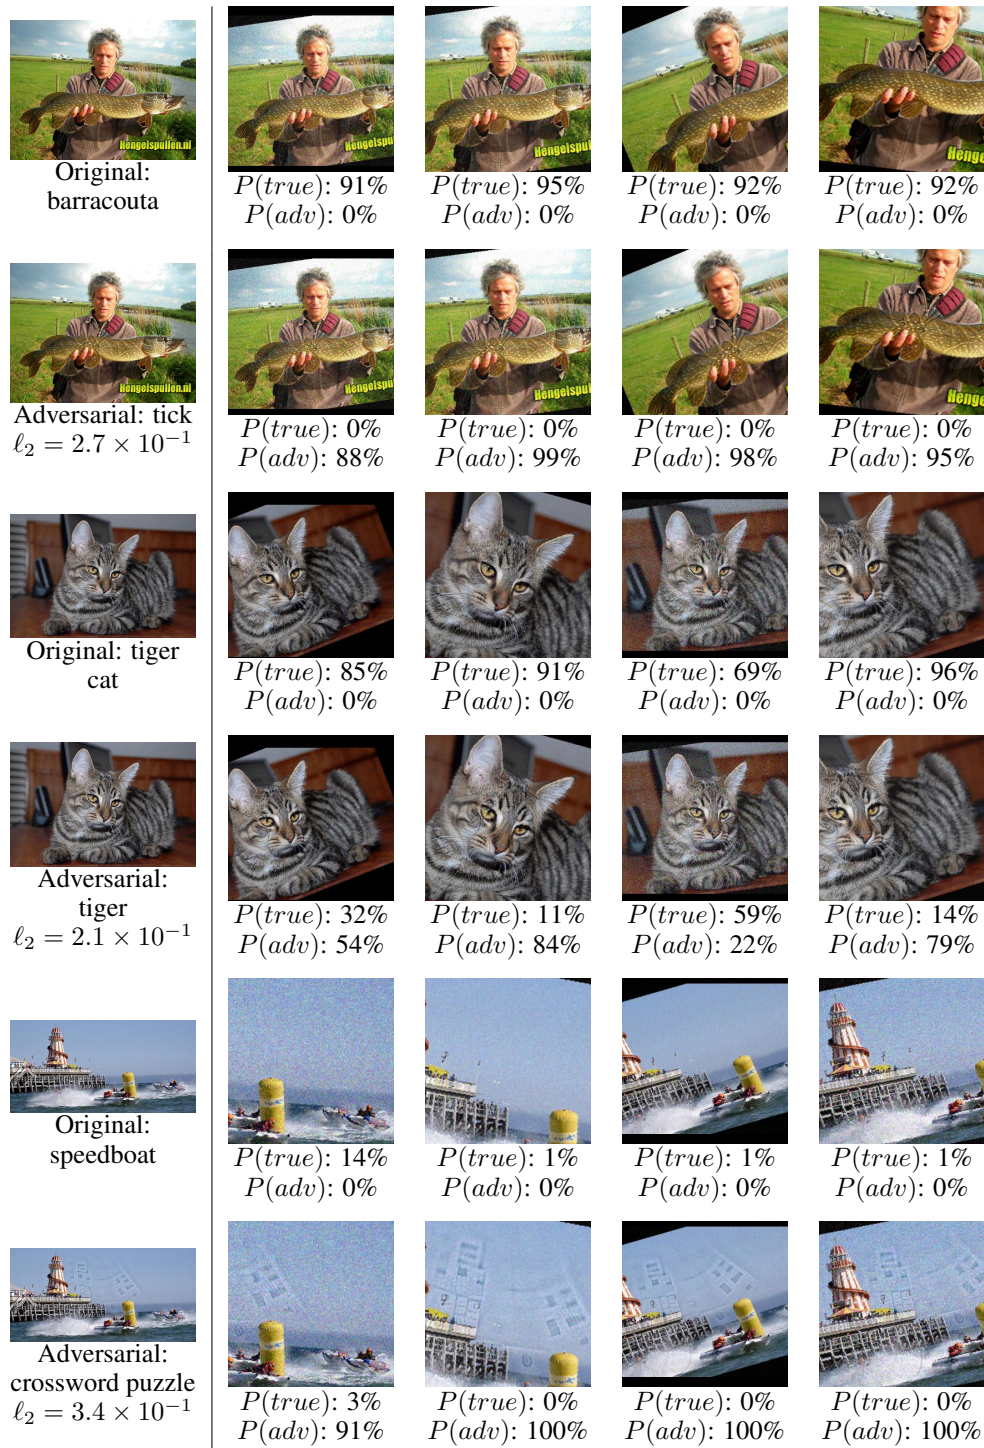 Hengelspullen.nl
Hengelspul
Hengelspul
Hengelspul
Original:
barracouta
P(true): 91%
P(adv): 0%
P(true): 95%
P(adv): 0%
P(true): 92%
P(adv): 0%
P(true): 92%
P(adv): 0%
Hengelspullen.nl
Hengelspu
Hengelspul
Henge
Adversarial: tick
ℓ₂ = 2.7 × 10⁻¹
P(true): 0%
P(adv): 88%
P(true): 0%
P(adv): 99%
P(true): 0%
P(adv): 98%
P(true): 0%
P(adv): 95%
Original: tiger
cat
P(true): 85%
P(adv): 0%
P(true): 91%
P(adv): 0%
P(true): 69%
P(adv): 0%
P(true): 96%
P(adv): 0%
Adversarial:
tiger
ℓ₂ = 2.1 × 10⁻¹
P(true): 32%
P(adv): 54%
P(true): 11%
P(adv): 84%
P(true): 59%
P(adv): 22%
P(true): 14%
P(adv): 79%
Original:
speedboat
P(true): 14%
P(adv): 0%
P(true): 1%
P(adv): 0%
P(true): 1%
P(adv): 0%
P(true): 1%
P(adv): 0%
Adversarial:
crossword puzzle
ℓ₂ = 3.4 × 10⁻¹
P(true): 3%
P(adv): 91%
P(true): 0%
P(adv): 100%
P(true): 0%
P(adv): 100%
P(true): 0%
P(adv): 100%